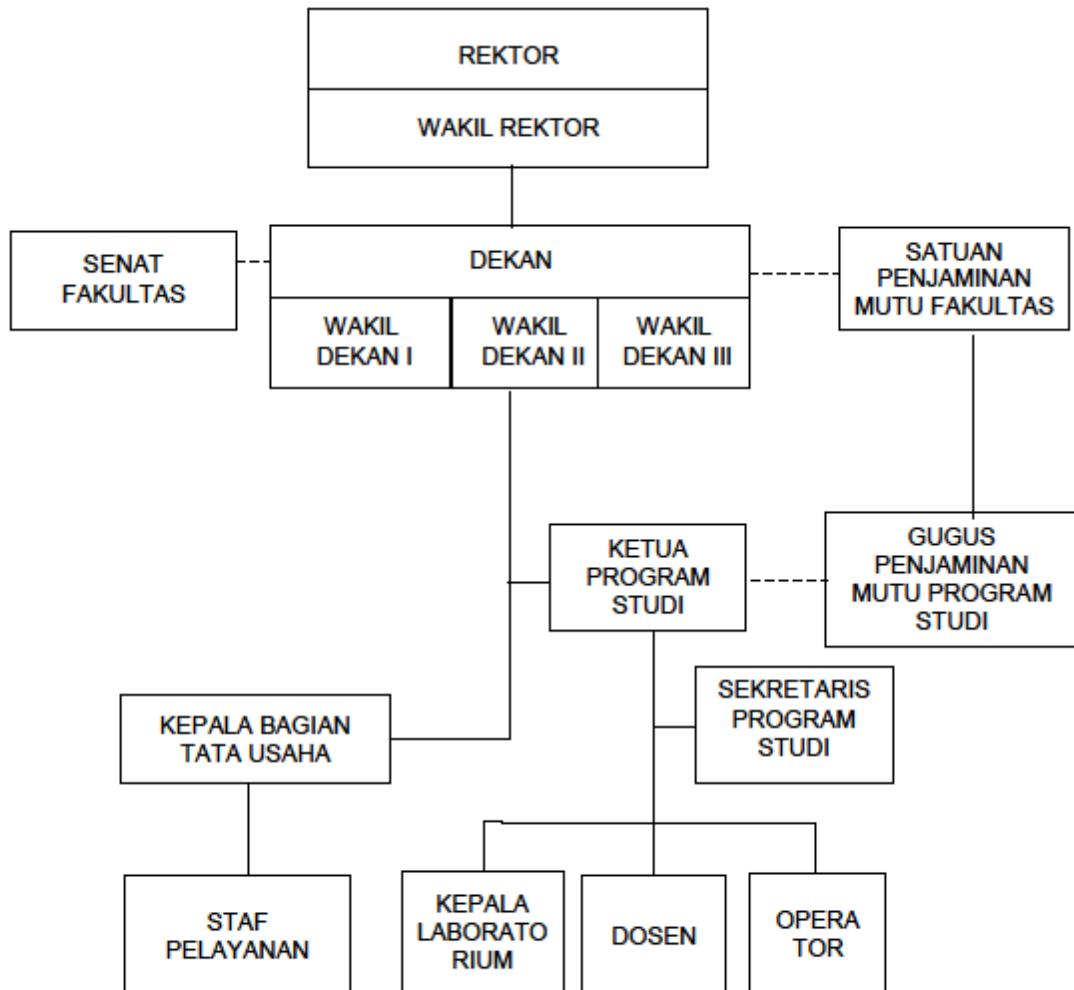 REKTOR
WAKIL REKTOR
SENAT
FAKULTAS
DEKAN
SATUAN
PENJAMINAN
MUTU FAKULTAS
WAKIL
DEKAN I
WAKIL
DEKAN II
WAKIL
DEKAN III
KETUA
PROGRAM
STUDI
GUGUS
PENJAMINAN
MUTU PROGRAM
STUDI
SEKRETARIS
PROGRAM
STUDI
KEPALA BAGIAN
TATA USAHA
STAF
PELAYANAN
KEPALA
LABORATO
RIUM
DOSEN
OPERA
TOR